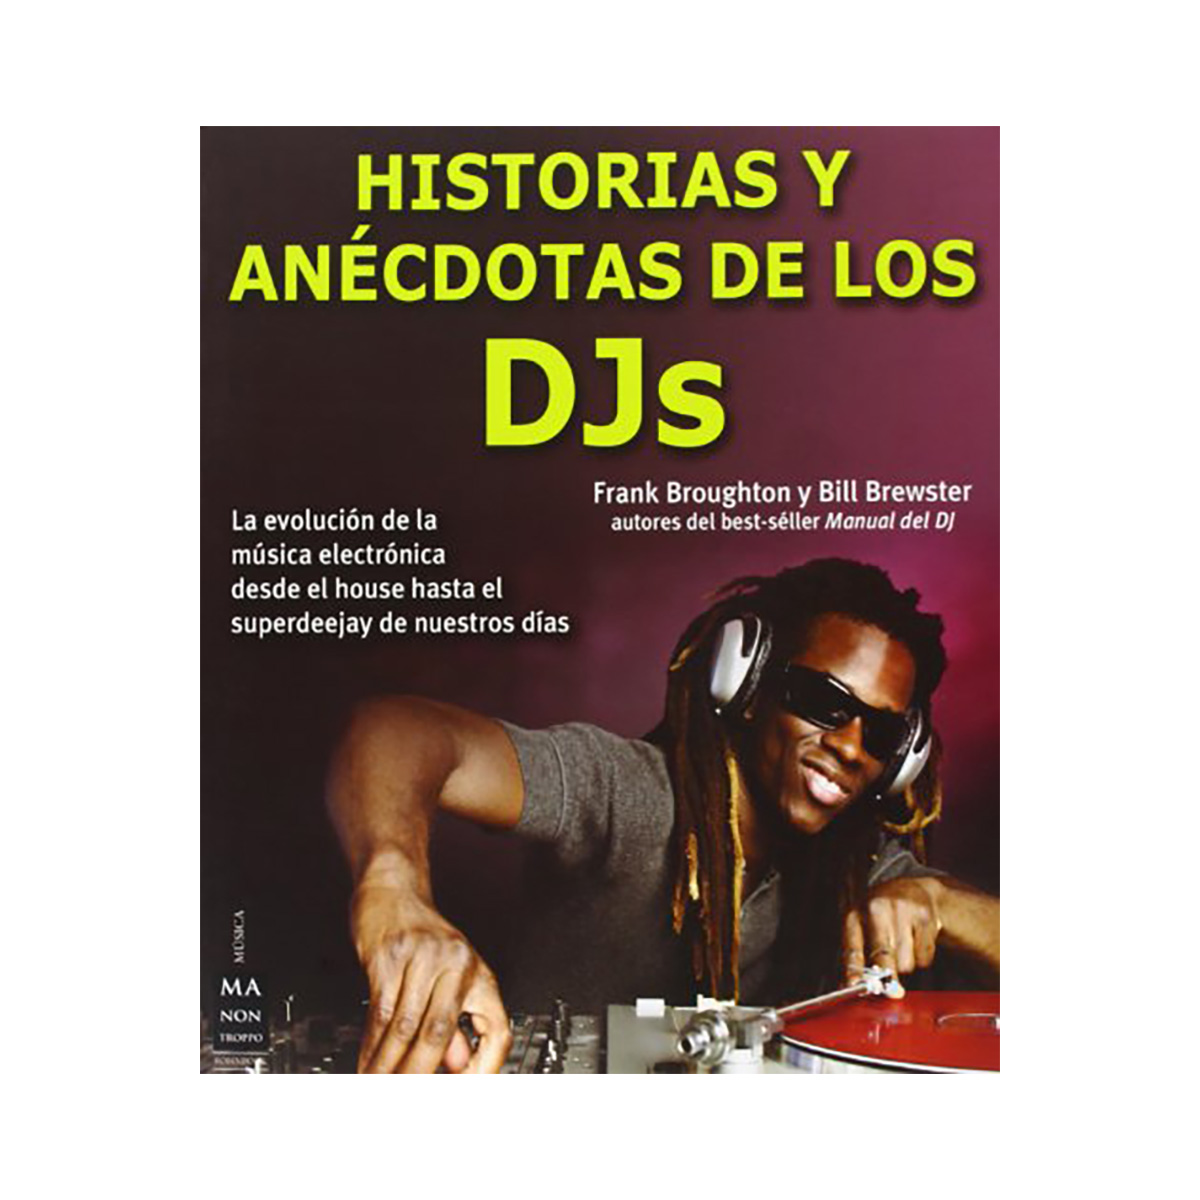 HISTORIAS Y
ANÉCDOTAS DE LOS
DJs
Frank Broughton y Bill Brewster
autores del best-séller Manual del DJ
La evolución de la
música electrónica
desde el house hasta el
superdeejay de nuestros días
MÚSICA
MA
NON
TROPPO